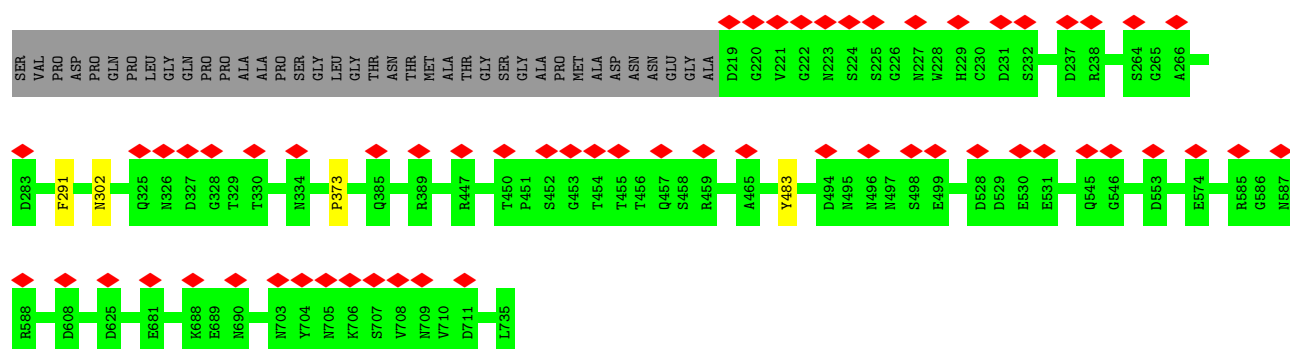 SER VAL PRO ASP PRO GLN PRO LEU GLY GLN PRO PRO ALA ALA PRO SER GLY LEU GLY THR ASN THR MET ALA THR GLY SER GLY ALA PRO MET ALA ASP ASN ASN GLU GLY ALA D219 G220 V221 G222 N223 S224 S225 G226 N227 W228 H229 C230 D231 S232 D237 R238 S264 G265 A266
D283 F291 N302 Q325 N326 D327 G328 T329 T330 N334 P373 Q385 R389 R447 T450 P451 S452 G453 T454 T455 T456 Q457 S458 R459 A465 Y483 D494 N495 N496 N497 S498 E499 D528 D529 E530 E531 Q545 G546 D553 E574 R585 G586 N587
R588 D608 D625 E681 K688 E689 N690 N703 Y704 N705 K706 S707 V708 N709 V710 D711 L735